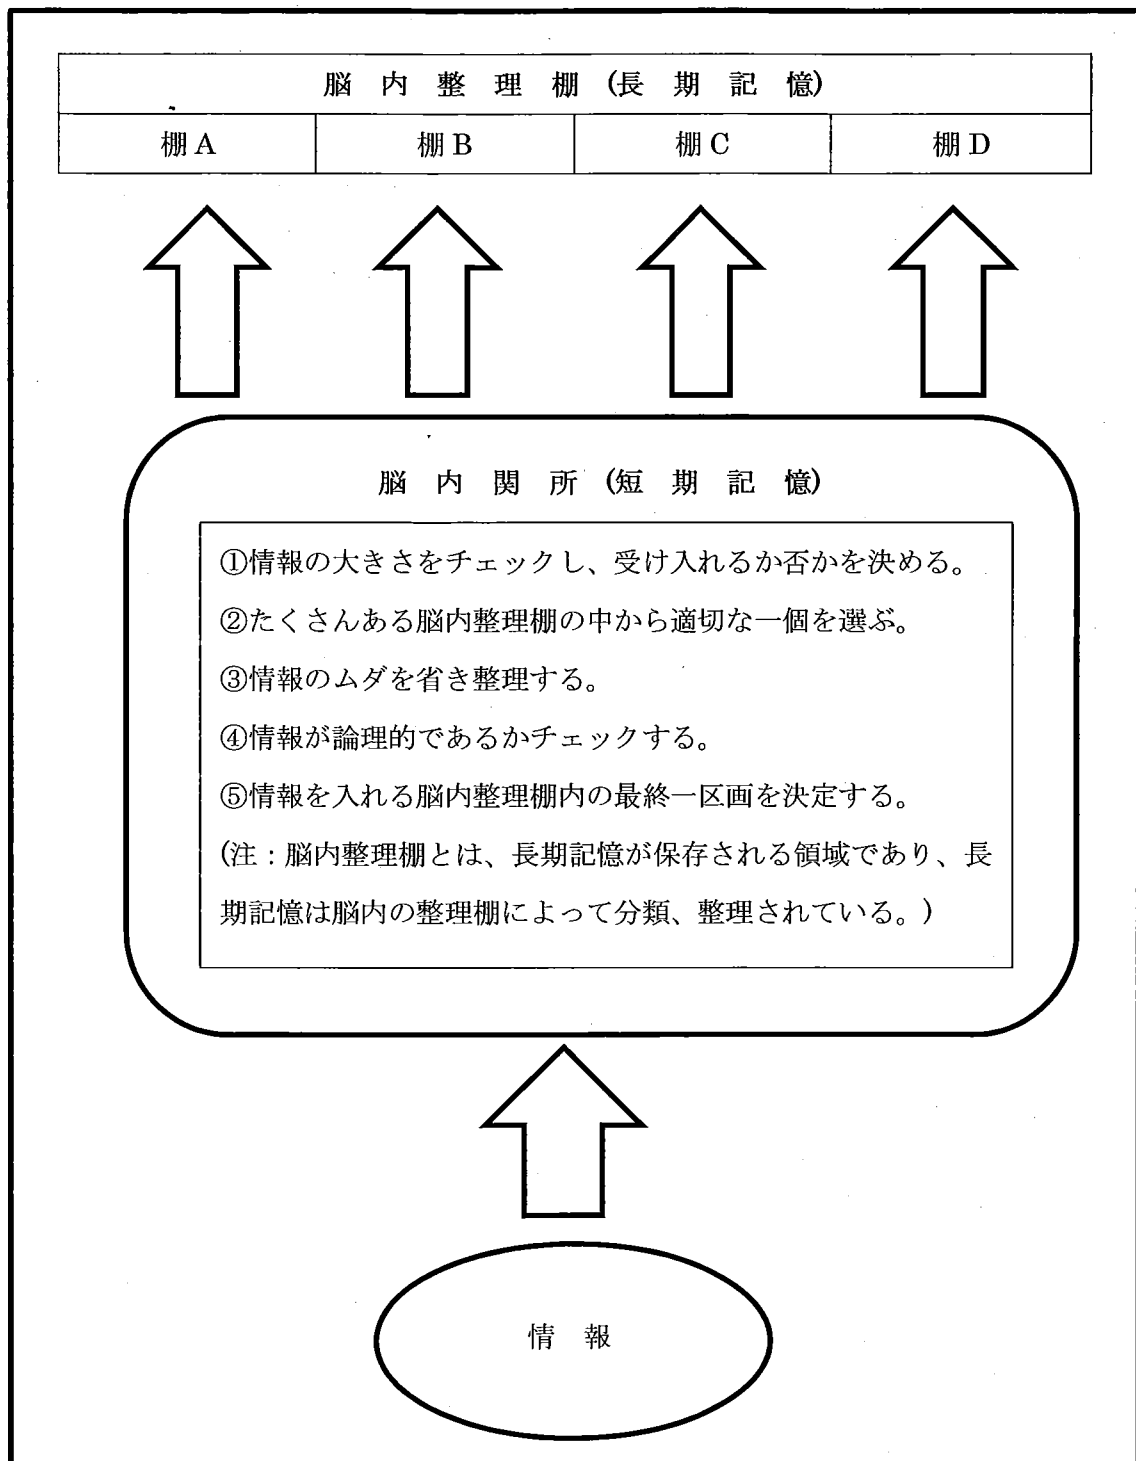 脳内整理棚(長期記憶)
棚A 棚B 棚C 棚D
脳内関所(短期記憶)
①情報の大きさをチェックし、受け入れるか否かを決める。
②たくさんある脳内整理棚の中から適切な一個を選ぶ。
③情報のムダを省き整理する。
④情報が論理的であるかチェックする。
⑤情報を入れる脳内整理棚内の最終一区画を決定する。
(注：脳内整理棚とは、長期記憶が保存される領域であり、長
期記憶は脳内の整理棚によって分類、整理されている。)
情報